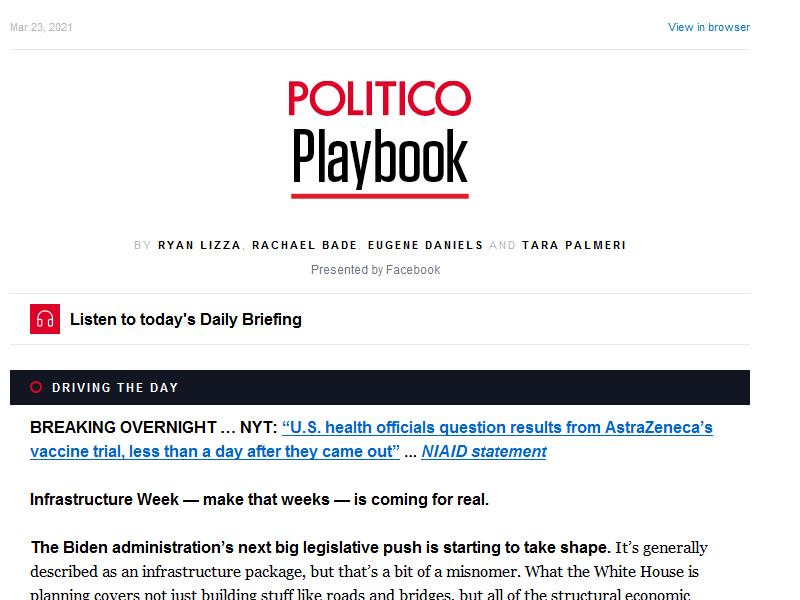 Mar 23, 2021
View in browser
POLITICO
Playbook
BY RYAN LIZZA, RACHAEL BADE, EUGENE DANIELS AND TARA PALMERI
Presented by Facebook
Listen to today's Daily Briefing
DRIVING THE DAY
BREAKING OVERNIGHT … NYT: “U.S. health officials question results from AstraZeneca’s
vaccine trial, less than a day after they came out” ... NIAID statement
Infrastructure Week — make that weeks — is coming for real.
The Biden administration’s next big legislative push is starting to take shape. It’s generally
described as an infrastructure package, but that’s a bit of a misnomer. What the White House is
planning covers not just building stuff like roads and bridges, but all of the structural economic